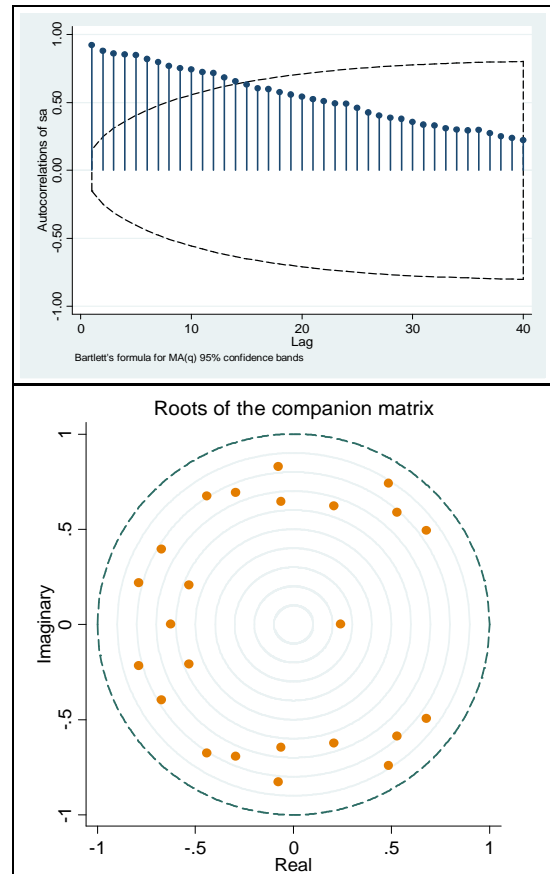 1.00
0.50
0.00
-0.50
-1.00
Autocorrelations of sa
0 10 20 30 40
Lag
Bartlett's formula for MA(q) 95% confidence bands
Roots of the companion matrix
1
.5
0
-.5
-1
Imaginary
-1 -.5 0 .5 1
Real